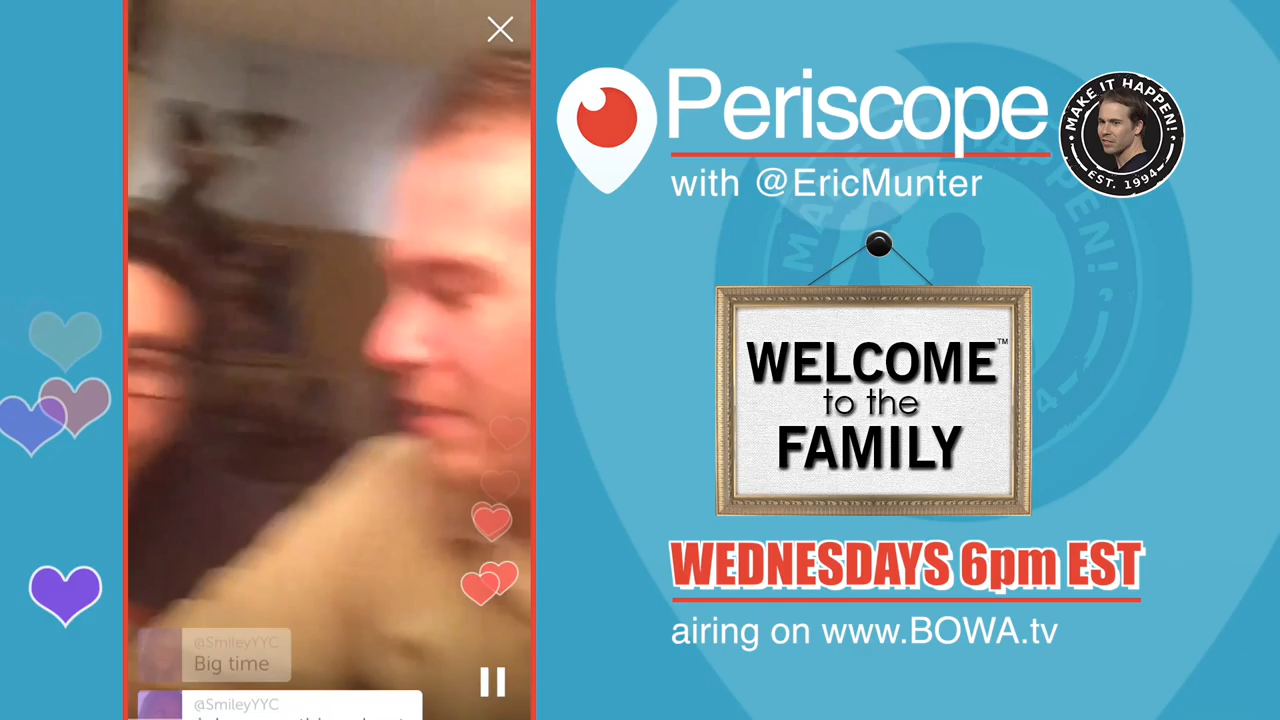 Periscope
with @EricMunter
MAKE IT HAPPEN!
EST. 1994
WELCOME™
to the
FAMILY
WEDNESDAYS 6pm EST
airing on www.BOWA.tv
@SmileyYYC
Big time
@SmileyYYC